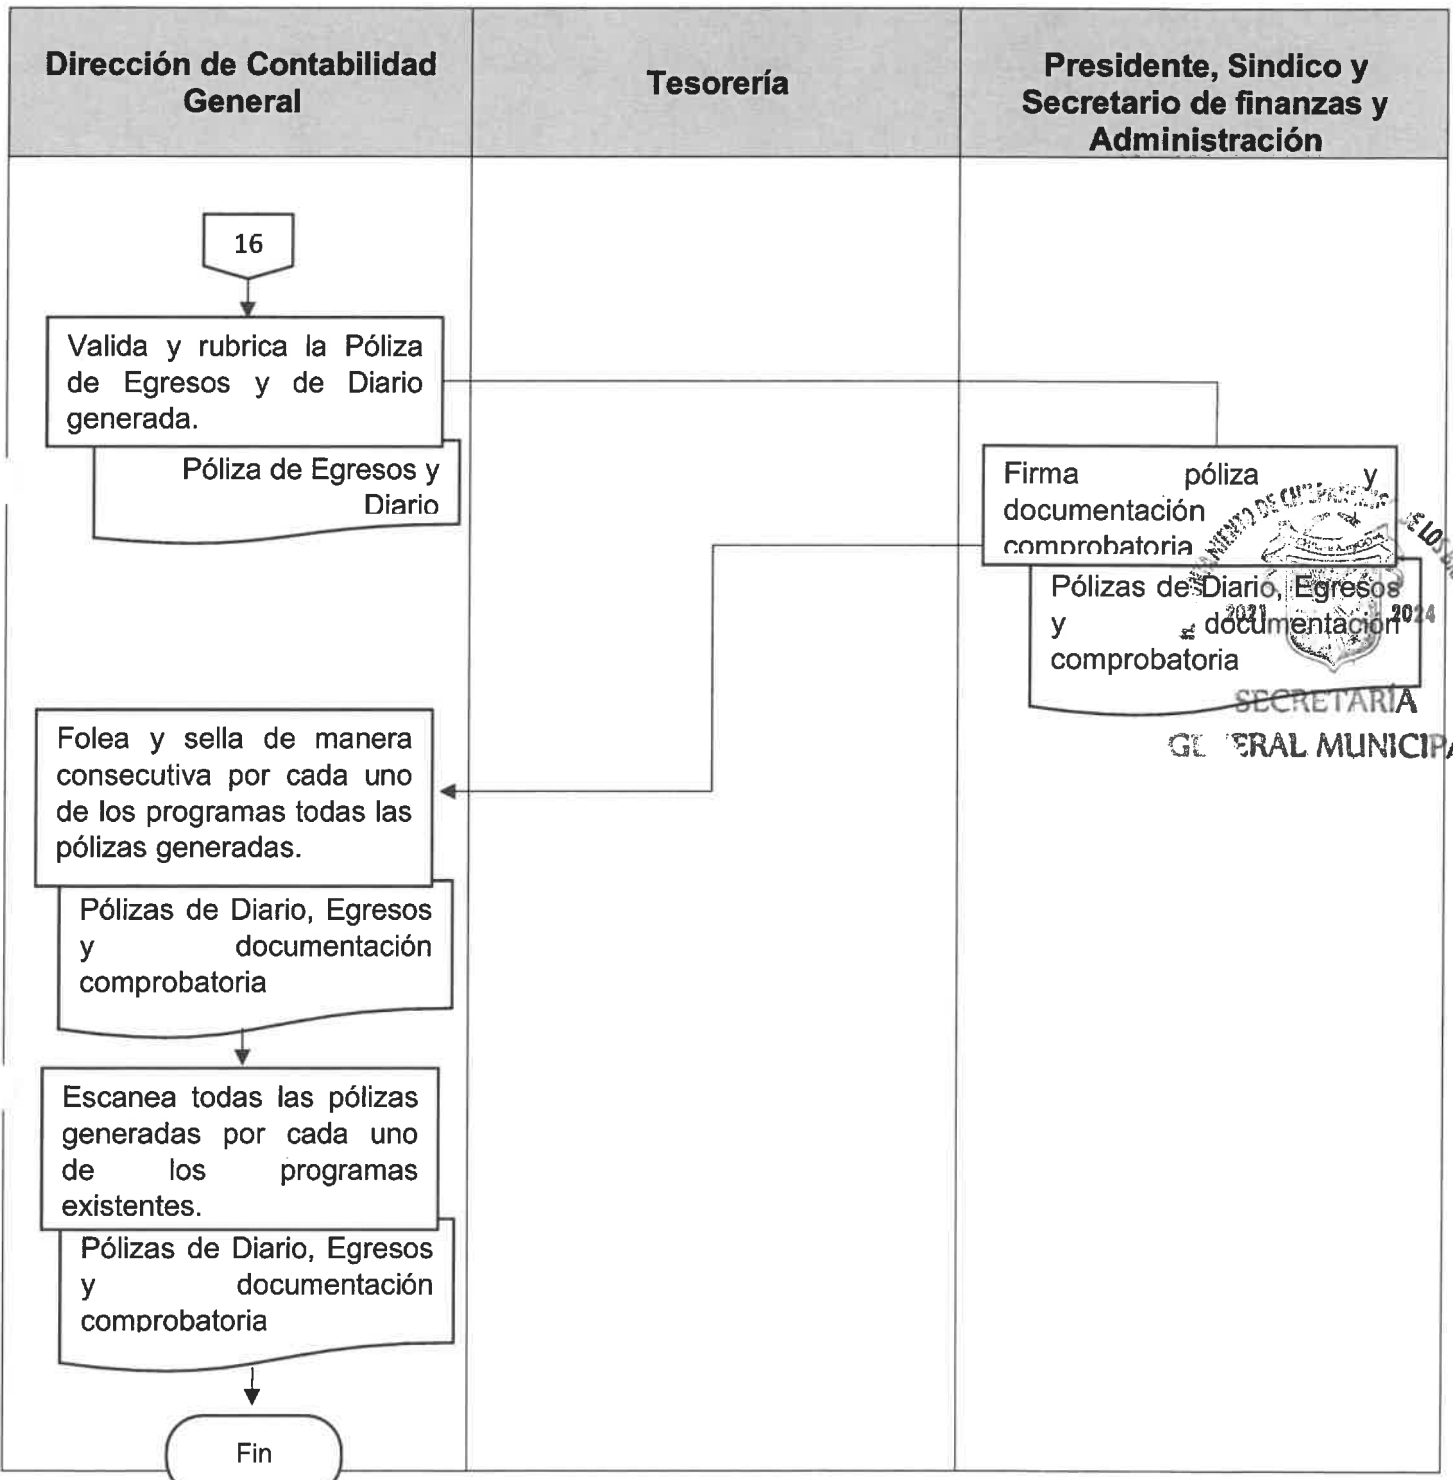 Dirección de Contabilidad
General
Tesorería
Presidente, Sindico y
Secretario de finanzas y
Administración
16
Valida y rubrica la Póliza
de Egresos y de Diario
generada.
Póliza de Egresos y
Diario
Firma póliza y
documentación
comprobatoria
Pólizas de Diario, Egresos
y documentación
comprobatoria
2021 2024
SECRETARÍA
MUNICIPA
Folea y sella de manera
consecutiva por cada uno
de los programas todas las
pólizas generadas.
Pólizas de Diario, Egresos
y documentación
comprobatoria
Escanea todas las pólizas
generadas por cada uno
de los programas
existentes.
Pólizas de Diario, Egresos
y documentación
comprobatoria
Fin